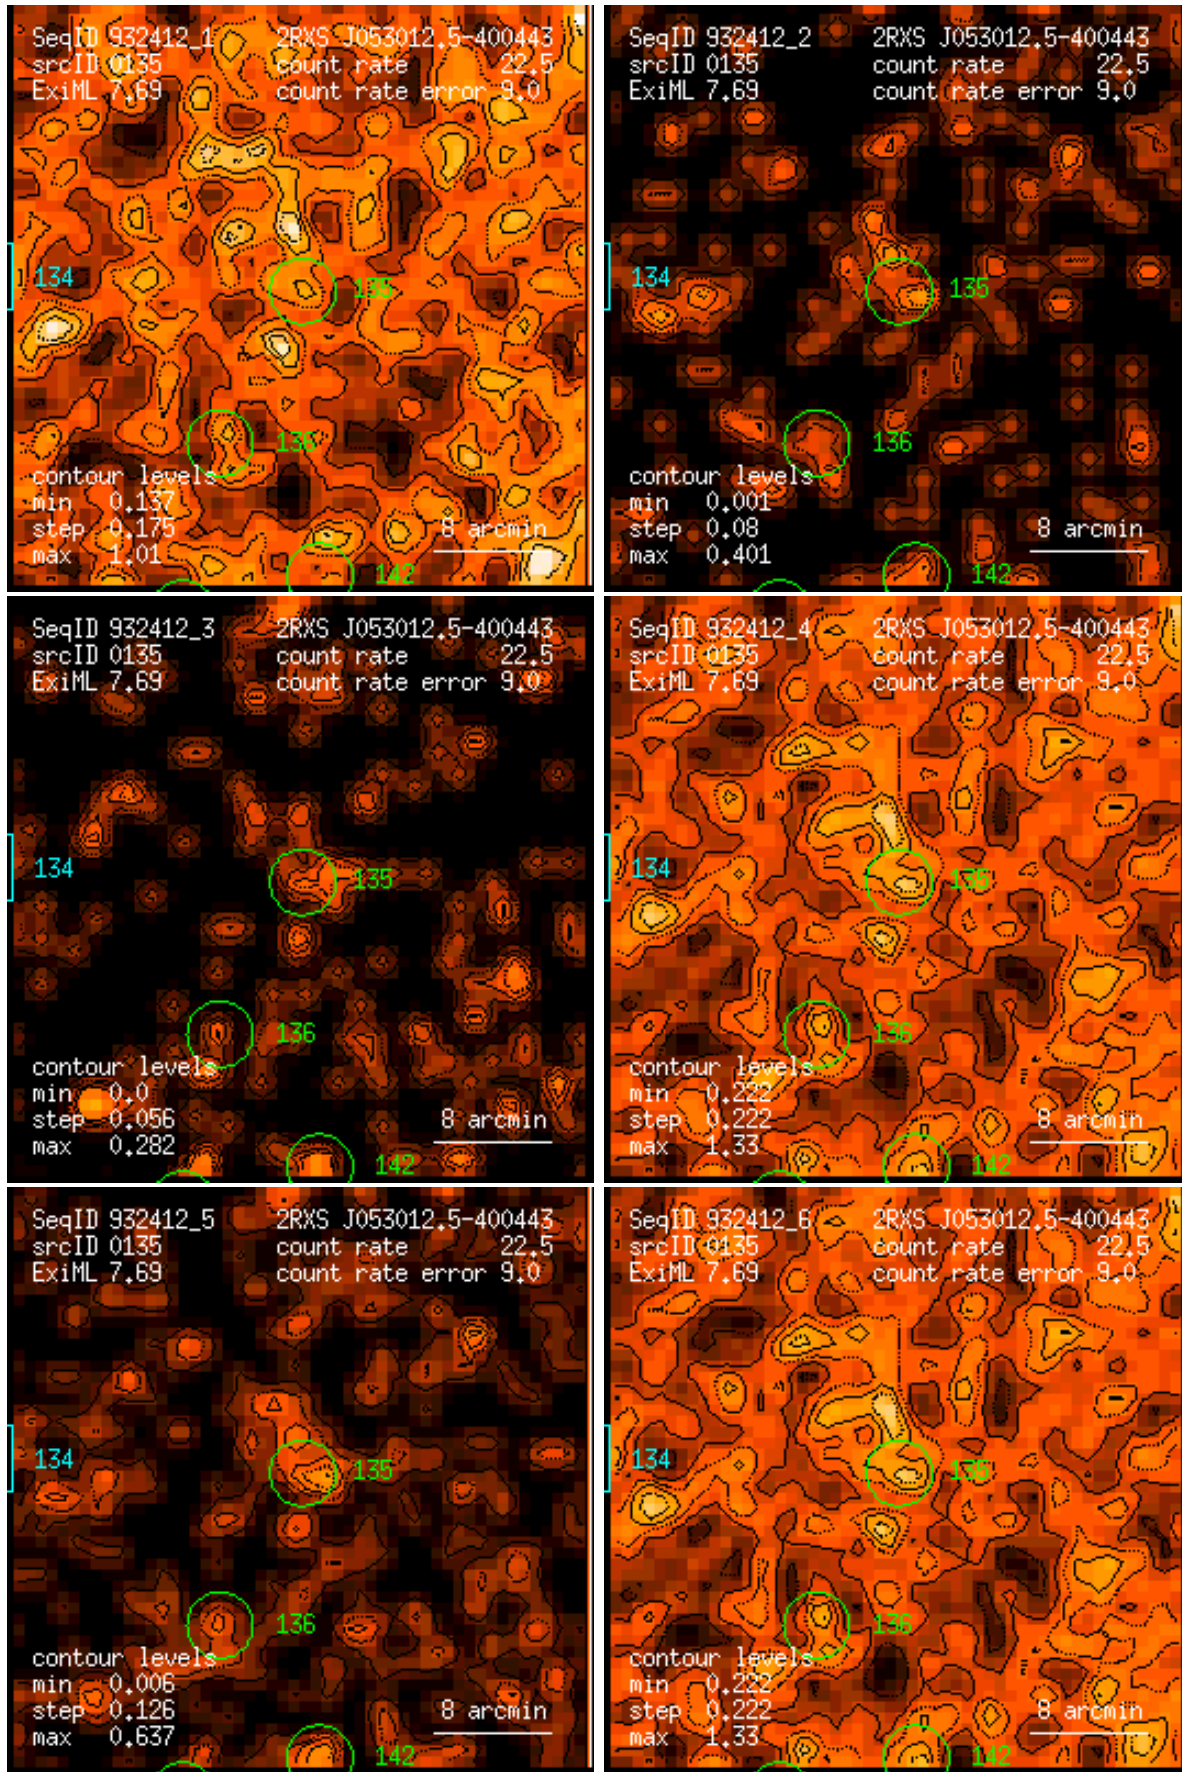 SeqID 932412_1 2RXS J053012.5-400443
srcID 0135 count rate 22.5
ExiML 7.69 count rate error 9.0
134
135
136
contour levels
min 0.137
step 0.175 8 arcmin
max 1.01
142
SeqID 932412_2 2RXS J053012.5-400443
srcID 0135 count rate 22.5
ExiML 7.69 count rate error 9.0
134
135
136
contour levels
min 0.001
step 0.08 8 arcmin
max 0.401
142
SeqID 932412_3 2RXS J053012.5-400443
srcID 0135 count rate 22.5
ExiML 7.69 count rate error 9.0
134
135
136
contour levels
min 0.0
step 0.056 8 arcmin
max 0.282
142
SeqID 932412_4 2RXS J053012.5-400443
srcID 0135 count rate 22.5
ExiML 7.69 count rate error 9.0
134
135
136
contour levels
min 0.222
step 0.222 8 arcmin
max 1.33
142
SeqID 932412_5 2RXS J053012.5-400443
srcID 0135 count rate 22.5
ExiML 7.69 count rate error 9.0
134
135
136
contour levels
min 0.006
step 0.126 8 arcmin
max 0.637
142
SeqID 932412_6 2RXS J053012.5-400443
srcID 0135 count rate 22.5
ExiML 7.69 count rate error 9.0
134
135
136
contour levels
min 0.222
step 0.222 8 arcmin
max 1.33
142